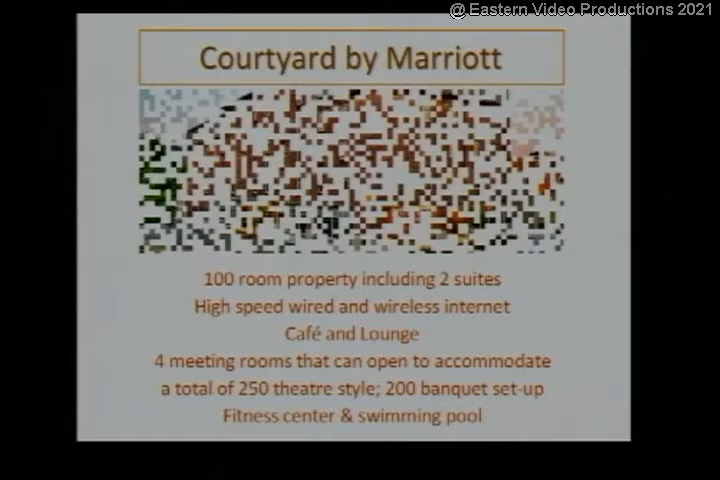 @ Eastern Video Productions 2021
Courtyard by Marriott
100 room property including 2 suites
High speed wired and wireless internet
Café and Lounge
4 meeting rooms that can open to accommodate
a total of 250 theatre style; 200 banquet set-up
Fitness center & swimming pool